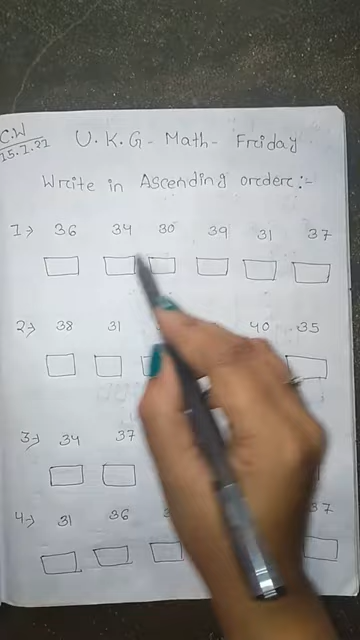 C.W
15.1.21
U.K.G - Math - Friday
Write in Ascending order:-
1→ 36 34 30 39 31 37
2→ 38 31 40 35
3→ 34 37
4→ 31 36 37